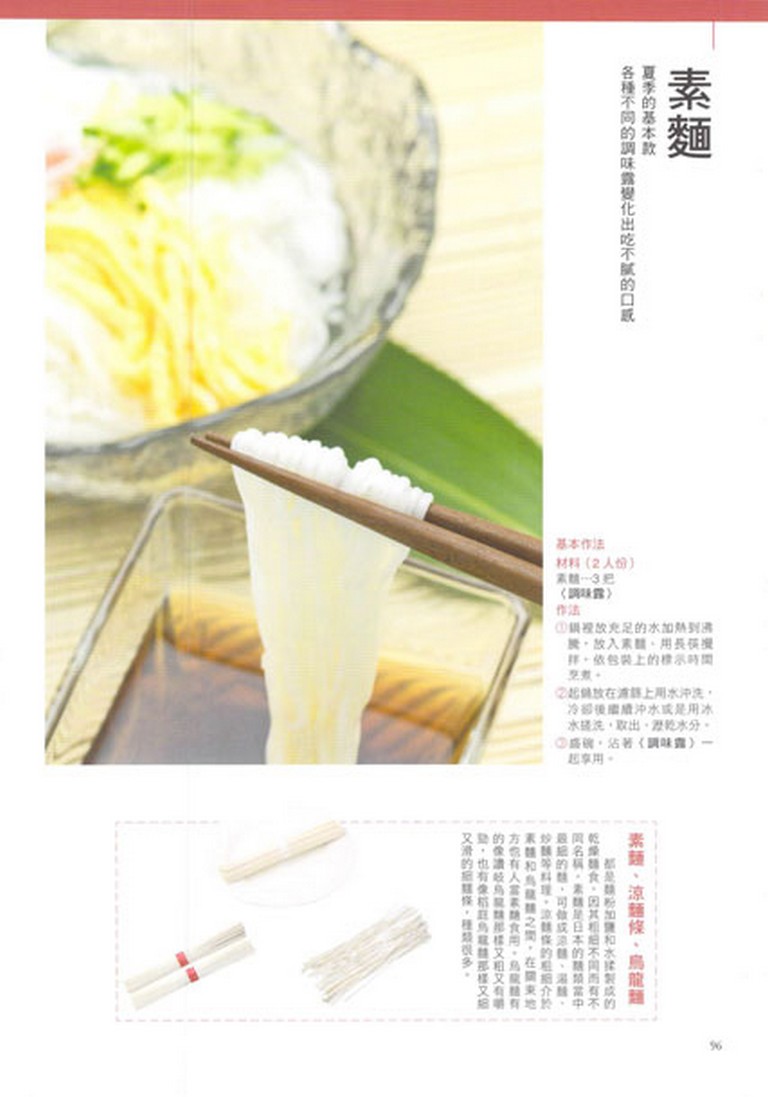 素麵
夏季的基本款
各種不同的調味露變化出吃不膩的口感
基本作法
材料（2人份）
素麵…3把
〈調味露〉
作法
①鍋裡放充足的水加熱到沸
騰，放入素麵、用長筷攪
拌，依包裝上的標示時間
烹煮。
②起鍋放在濾篩上用水沖洗，
冷卻後繼續沖水或是用冰
水搓洗，取出，瀝乾水分。
③盛碗，沾著〈調味露〉一
起享用。
素麵、涼麵條、烏龍麵
都是麵粉加鹽和水揉製成的
乾燥麵食，因其粗細不同而有不
同名稱，素麵是日本的麵類當中
最細的麵，可做成涼麵、湯麵、
炒麵等料理。涼麵條的粗細介於
素麵和烏龍麵之間，在關東地
方也有人當素麵食用。烏龍麵有
的像讚岐烏龍麵那樣又粗又有嚼
勁，也有像稻庭烏龍麵那樣又細
又滑的細麵條，種類很多。
96